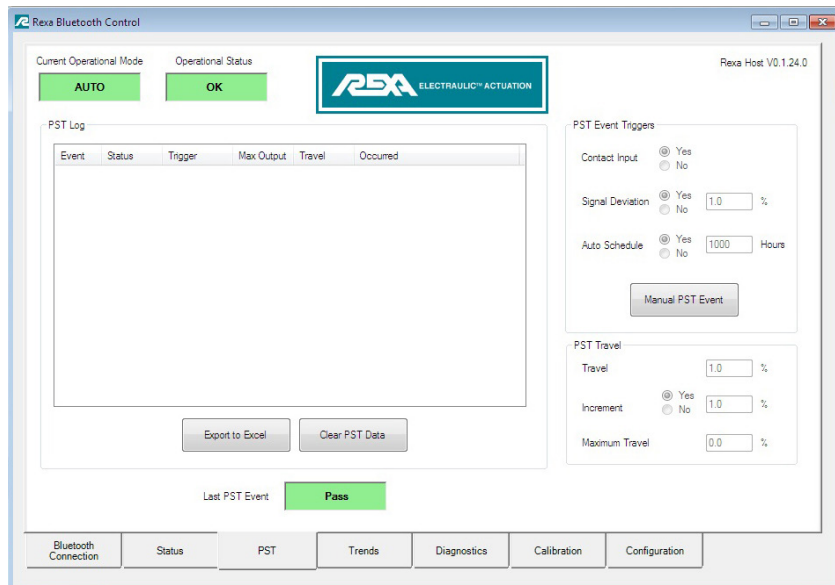 Rexa Bluetooth Control
Current Operational Mode
Operational Status
Rexa Host V0.1.24.0
AUTO
OK
REXA ELECTRAULIC™ ACTUATION
PST Log
Event Status Trigger Max Output Travel Occurred
Export to Excel
Clear PST Data
PST Event Triggers
Contact Input
Yes
No
Signal Deviation
Yes
No
1.0 %
Auto Schedule
Yes
No
1000 Hours
Manual PST Event
PST Travel
Travel 1.0 %
Increment
Yes
No
1.0 %
Maximum Travel 0.0 %
Last PST Event Pass
Bluetooth
Connection
Status
PST
Trends
Diagnostics
Calibration
Configuration